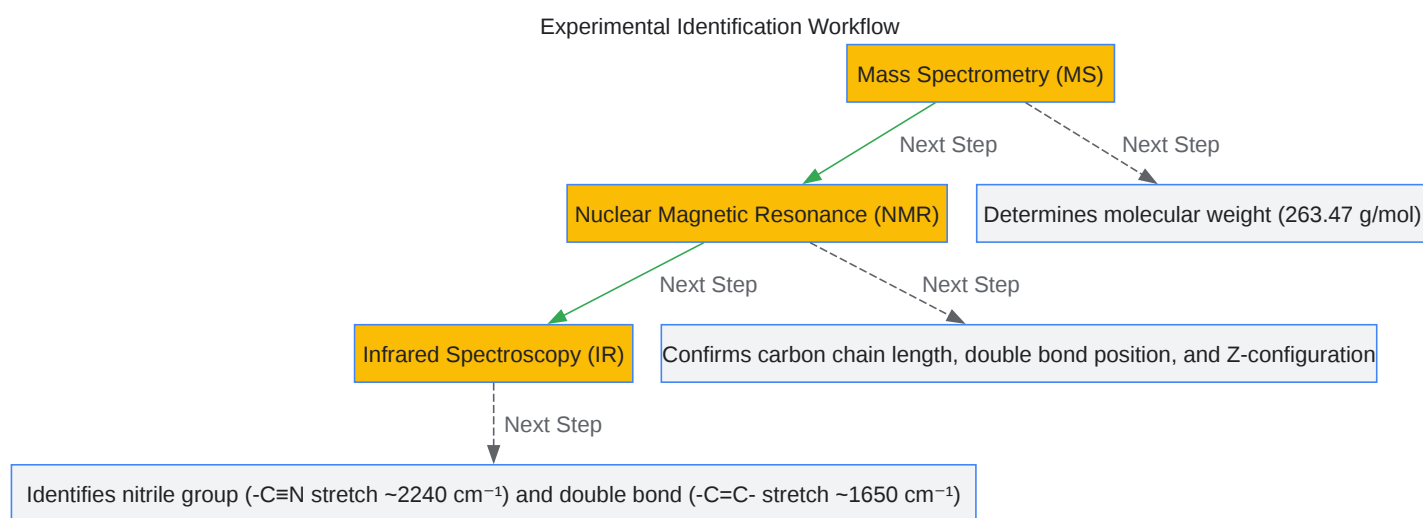 Experimental Identification Workflow
Mass Spectrometry (MS)
Next Step
Next Step
Nuclear Magnetic Resonance (NMR)
Determines molecular weight (263.47 g/mol)
Next Step
Next Step
Infrared Spectroscopy (IR)
Confirms carbon chain length, double bond position, and Z-configuration
Next Step
Identifies nitrile group (-C≡N stretch ~2240 cm⁻¹) and double bond (-C=C- stretch ~1650 cm⁻¹)